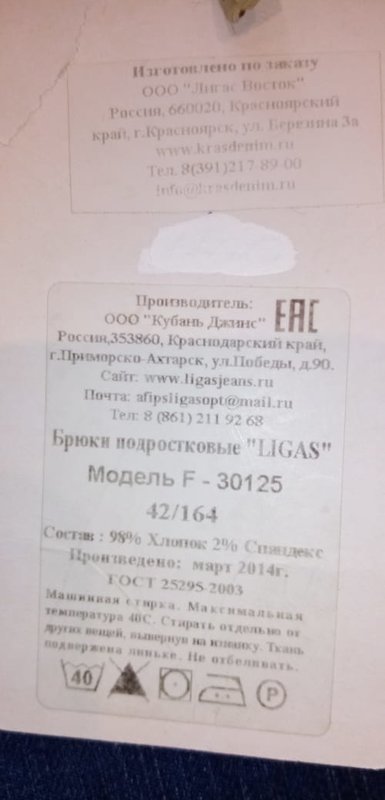 Изготовлено по заказу
ООО "Лигас Восток"
Россия, 660020, Красноярский
край, г.Красноярск, ул. Березина 3а
www.krasdenim.ru
Тел. 8(391)217-89-00
info@krasdenim.ru
Производитель:
ООО "Кубань Джинс" EAC
Россия,353860, Краснодарский край,
г.Приморско-Ахтарск, ул.Победы, д.90.
Сайт: www.ligasjeans.ru
Почта: afipsligasopt@mail.ru
Тел: 8 (861) 211 92 68
Брюки подростковые "LIGAS"
Модель F - 30125
42/164
Состав : 98% Хлопок 2% Спандекс
Произведено: март 2014г.
ГОСТ 25295-2003
Машинная стирка. Максимальная
температура 40С. Стирать отдельно от
других вещей, вывернув на изнанку. Ткань
подвержена линьке. Не отбеливать.
40 P